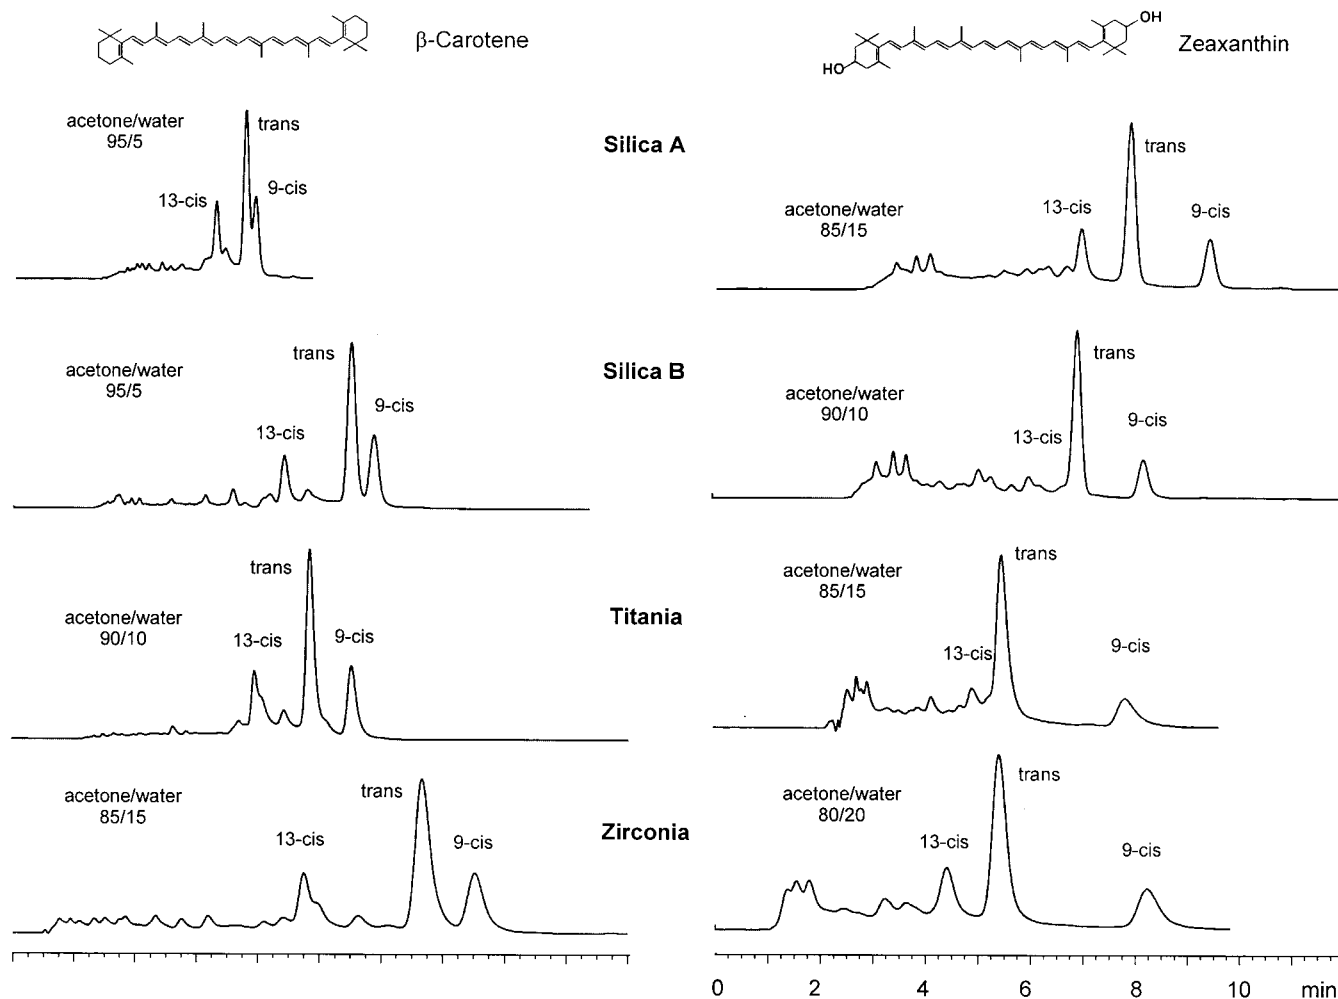 β-Carotene
OH
HO
Zeaxanthin
acetone/water
95/5
trans
13-cis
9-cis
Silica A
acetone/water
85/15
13-cis
trans
9-cis
acetone/water
95/5
trans
13-cis
9-cis
Silica B
acetone/water
90/10
trans
13-cis
9-cis
acetone/water
90/10
trans
13-cis
9-cis
Titania
acetone/water
85/15
trans
13-cis
9-cis
acetone/water
85/15
trans
13-cis
9-cis
Zirconia
acetone/water
80/20
trans
13-cis
9-cis
0 2 4 6 8 10 min